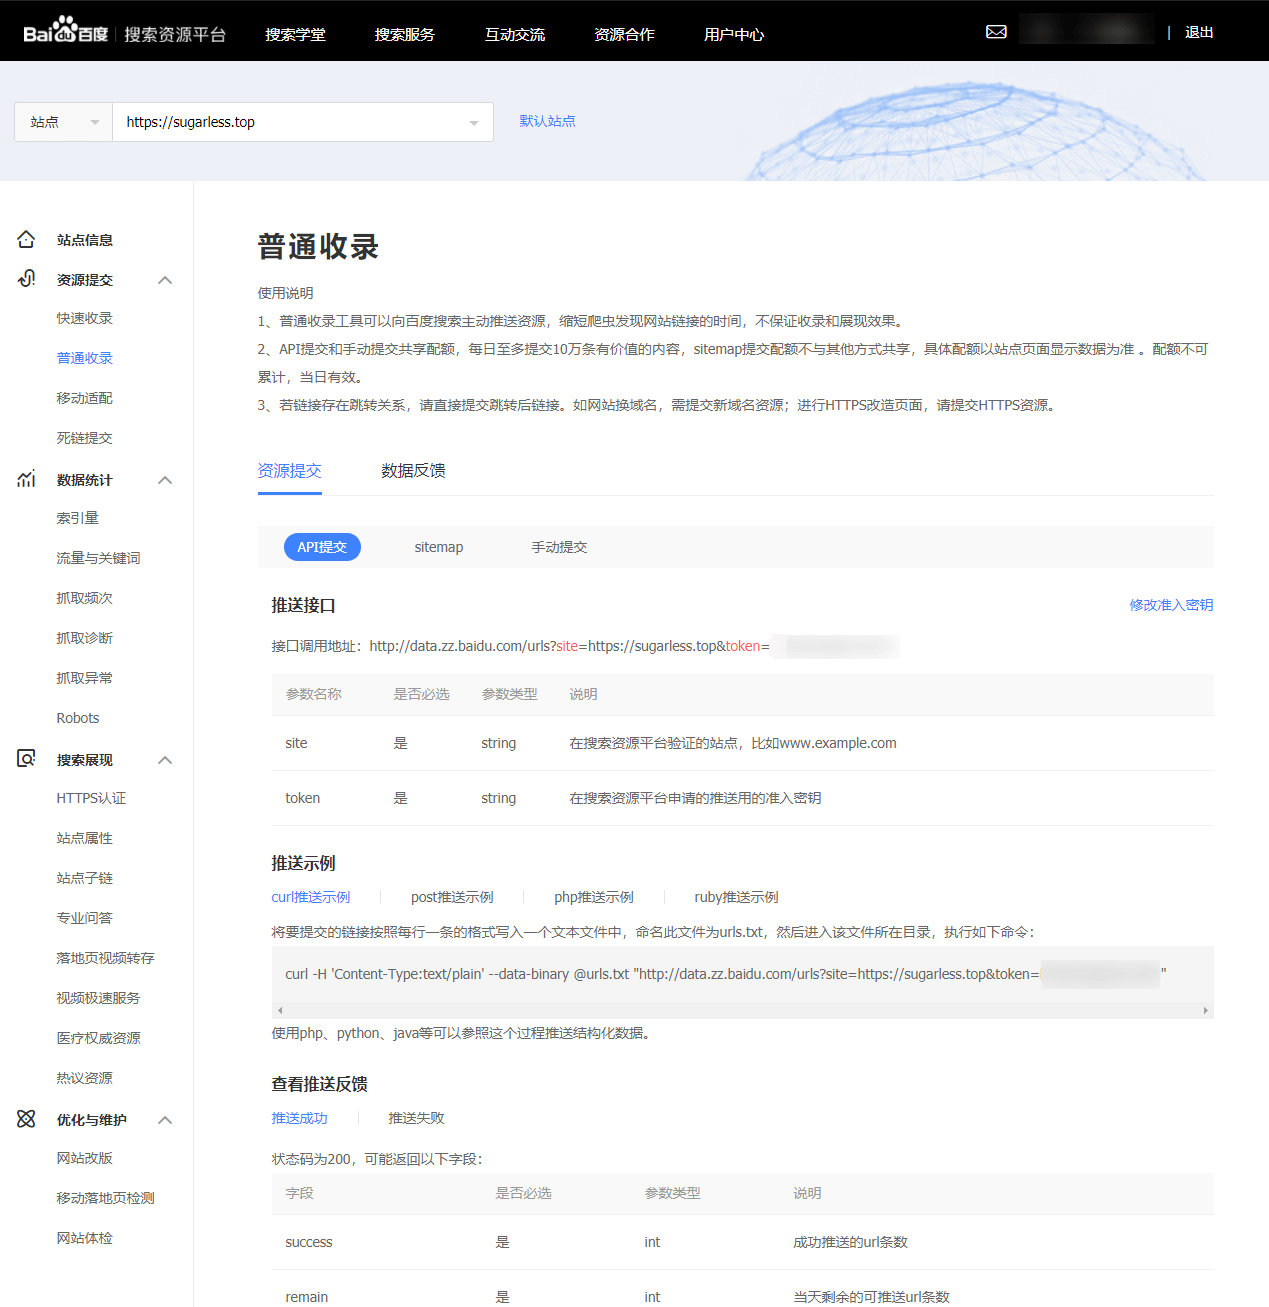 Bai百度 搜索资源平台 搜索学堂 搜索服务 互动交流 资源合作 用户中心 | 退出
站点 https://sugarless.top 默认站点
站点信息
资源提交
快速收录
普通收录
移动适配
死链提交
数据统计
索引量
流量与关键词
抓取频次
抓取诊断
抓取异常
Robots
搜索展现
HTTPS认证
站点属性
站点子链
专业问答
落地页视频转存
视频极速服务
医疗权威资源
热议资源
优化与维护
网站改版
移动落地页检测
网站体检
普通收录
使用说明
1、普通收录工具可以向百度搜索主动推送资源，缩短爬虫发现网站链接的时间，不保证收录和展现效果。
2、API提交和手动提交共享配额，每日至多提交10万条有价值的内容，sitemap提交配额不与其他方式共享，具体配额以站点页面显示数据为准 。配额不可
累计，当日有效。
3、若链接存在跳转关系，请直接提交跳转后链接。如网站换域名，需提交新域名资源；进行HTTPS改造页面，请提交HTTPS资源。
资源提交 数据反馈
API提交 sitemap 手动提交
推送接口 修改准入密钥
接口调用地址：http://data.zz.baidu.com/urls?site=https://sugarless.top&token=
参数名称 是否必选 参数类型 说明
site 是 string 在搜索资源平台验证的站点，比如www.example.com
token 是 string 在搜索资源平台申请的推送用的准入密钥
推送示例
curl推送示例 post推送示例 php推送示例 ruby推送示例
将要提交的链接按照每行一条的格式写入一个文本文件中，命名此文件为urls.txt，然后进入该文件所在目录，执行如下命令：
curl -H 'Content-Type:text/plain' --data-binary @urls.txt "http://data.zz.baidu.com/urls?site=https://sugarless.top&token= "
使用php、python、java等可以参照这个过程推送结构化数据。
查看推送反馈
推送成功 推送失败
状态码为200，可能返回以下字段：
字段 是否必选 参数类型 说明
success 是 int 成功推送的url条数
remain 是 int 当天剩余的可推送url条数